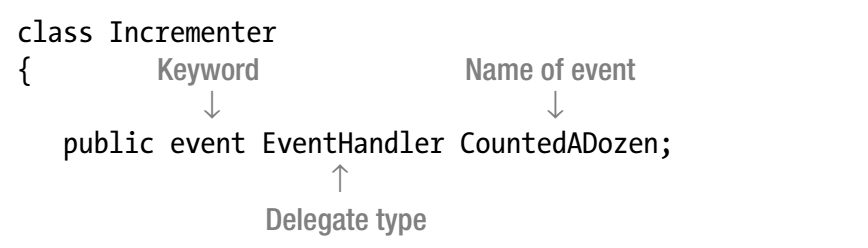 class Incrementer
{ Keyword Name of event
public event EventHandler CountedADozen;
Delegate type